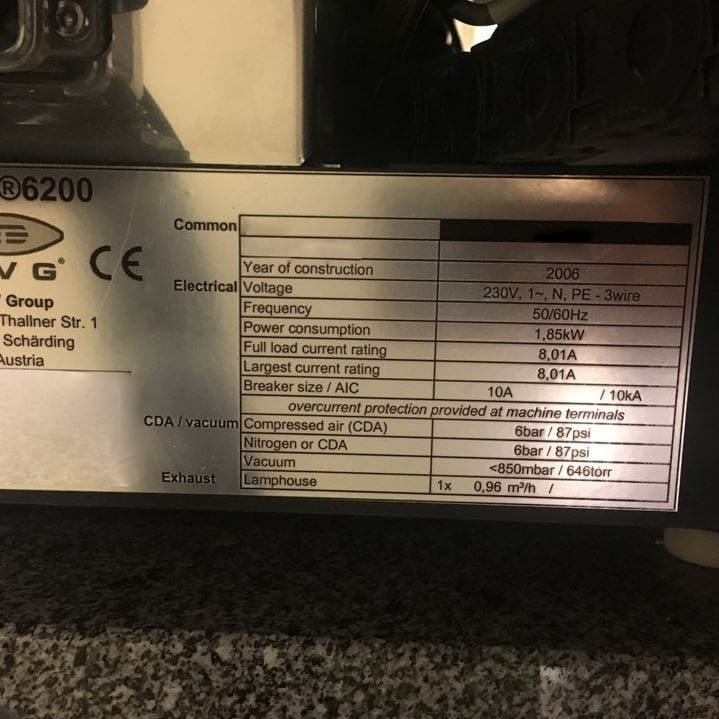 ®6200
V G®
CE
Group
Thallner Str. 1
Schärding
Austria
Common
Year of construction 2006
Electrical Voltage 230V, 1~, N, PE - 3wire
Frequency 50/60Hz
Power consumption 1,85kW
Full load current rating 8,01A
Largest current rating 8,01A
Breaker size / AIC 10A / 10kA
overcurrent protection provided at machine terminals
CDA / vacuum Compressed air (CDA) 6bar / 87psi
Nitrogen or CDA 6bar / 87psi
Vacuum <850mbar / 646torr
Exhaust Lamphouse 1x 0,96 m³/h /